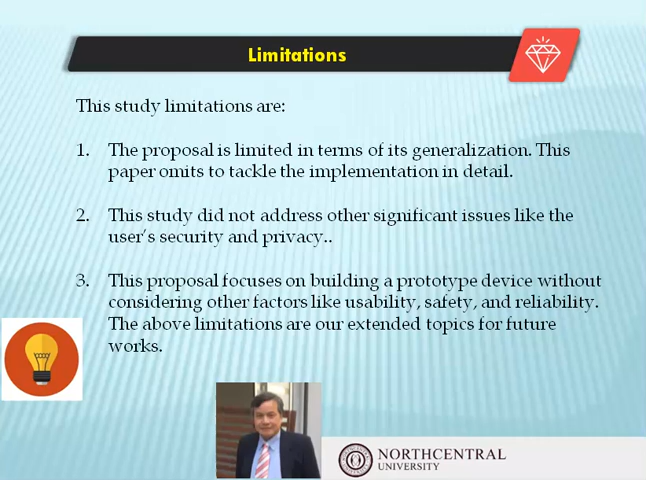 Limitations
This study limitations are:
1. The proposal is limited in terms of its generalization. This
paper omits to tackle the implementation in detail.
2. This study did not address other significant issues like the
user's security and privacy..
3. This proposal focuses on building a prototype device without
considering other factors like usability, safety, and reliability.
The above limitations are our extended topics for future
works.
NORTHCENTRAL
UNIVERSITY